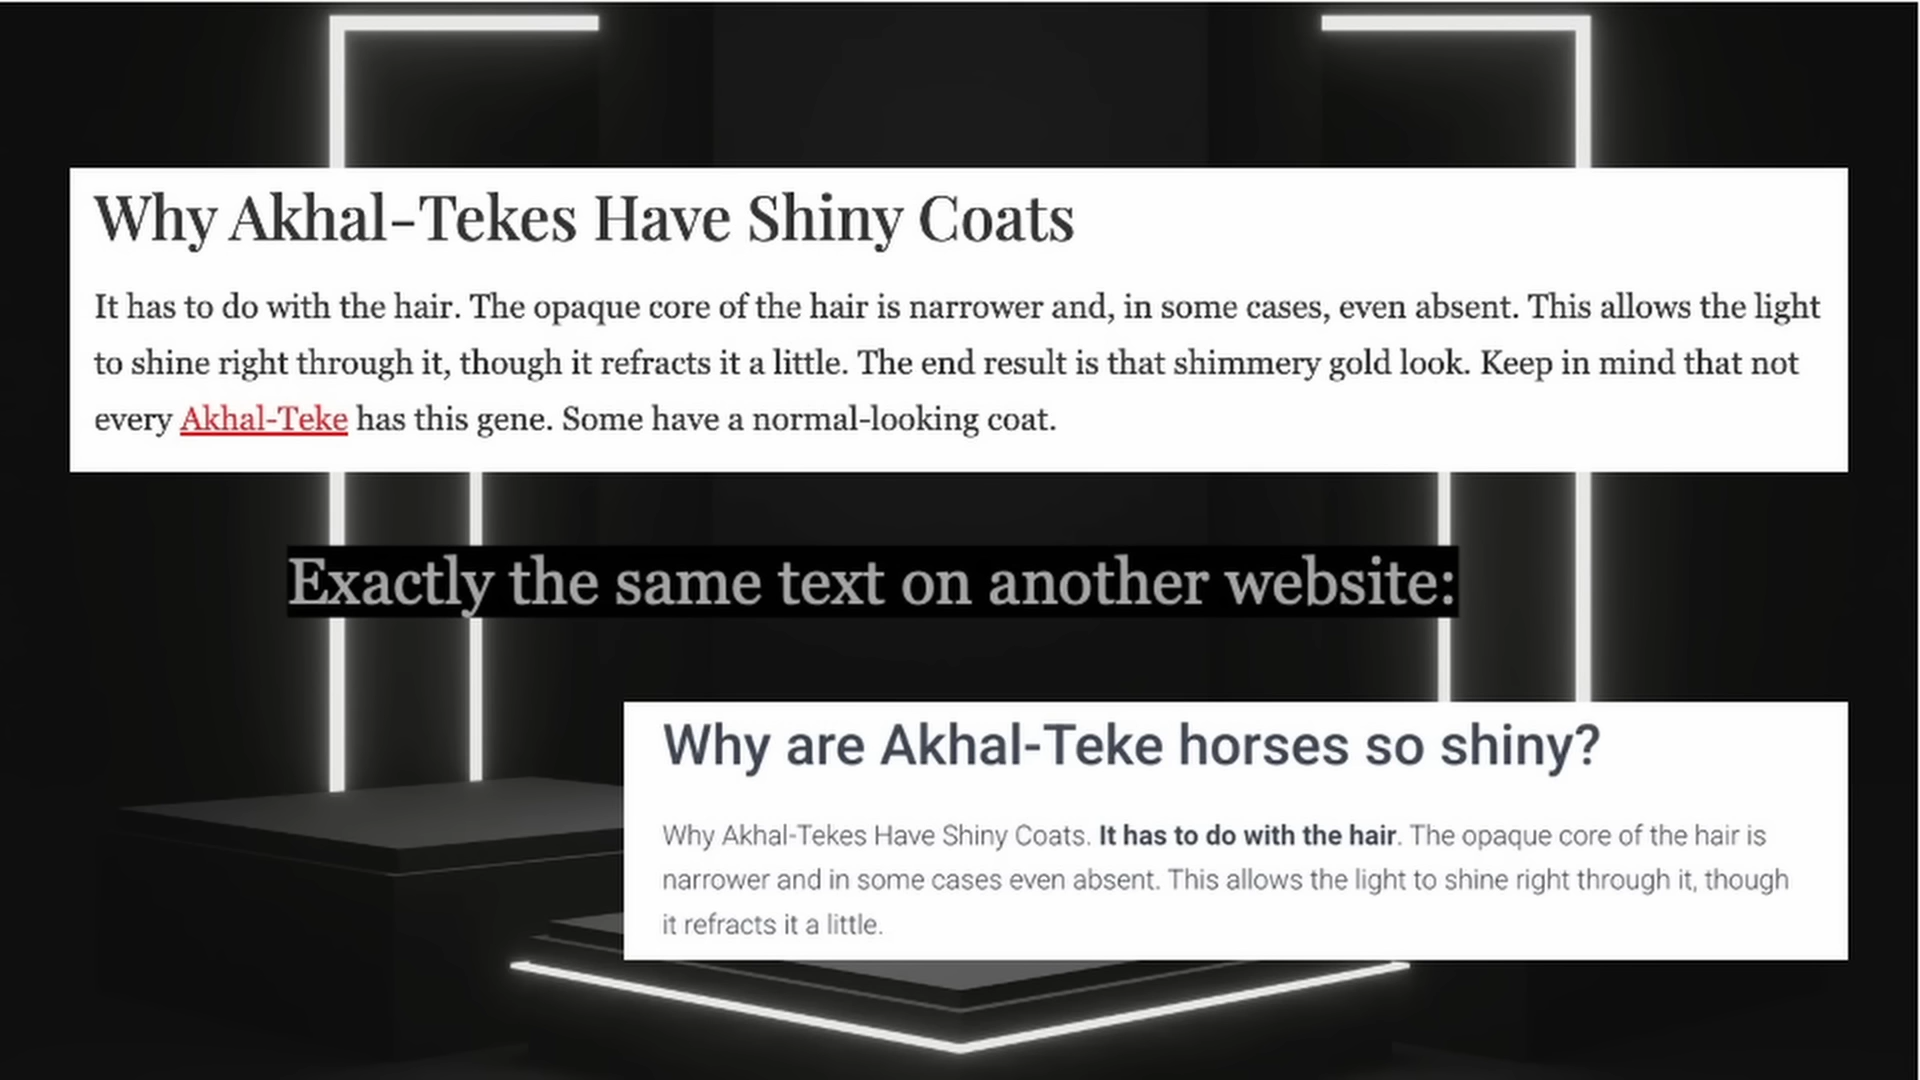 Why Akhal-Tekes Have Shiny Coats
It has to do with the hair. The opaque core of the hair is narrower and, in some cases, even absent. This allows the light
to shine right through it, though it refracts it a little. The end result is that shimmery gold look. Keep in mind that not
every Akhal-Teke has this gene. Some have a normal-looking coat.
Exactly the same text on another website:
Why are Akhal-Teke horses so shiny?
Why Akhal-Tekes Have Shiny Coats. It has to do with the hair. The opaque core of the hair is
narrower and in some cases even absent. This allows the light to shine right through it, though
it refracts it a little.